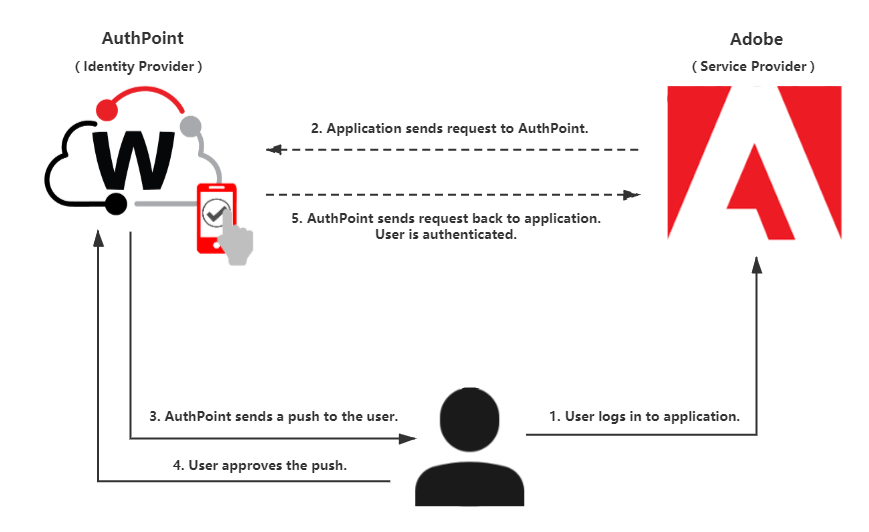 AuthPoint
( Identity Provider )
Adobe
( Service Provider )
W
2. Application sends request to AuthPoint.
5. AuthPoint sends request back to application.
User is authenticated.
3. AuthPoint sends a push to the user.
1. User logs in to application.
4. User approves the push.